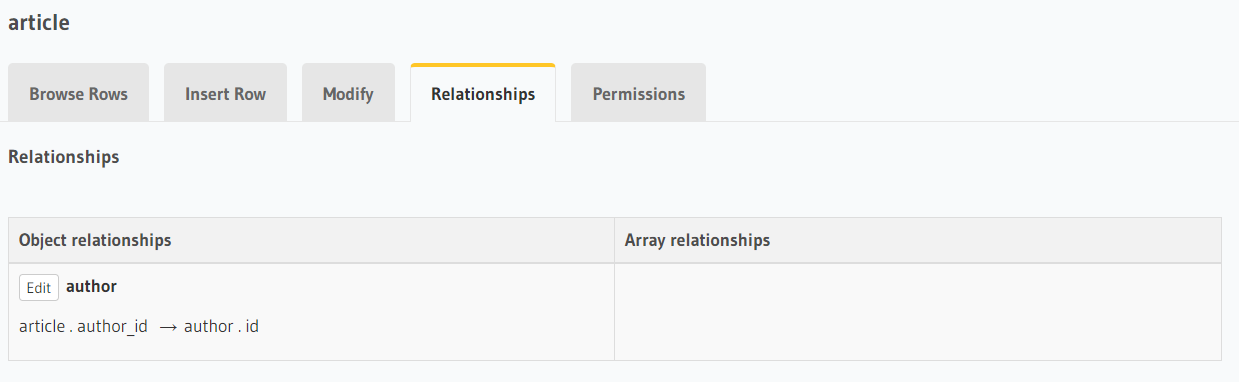 article
Browse Rows Insert Row Modify Relationships Permissions
Relationships
Object relationships Array relationships
Edit author
article . author_id → author . id